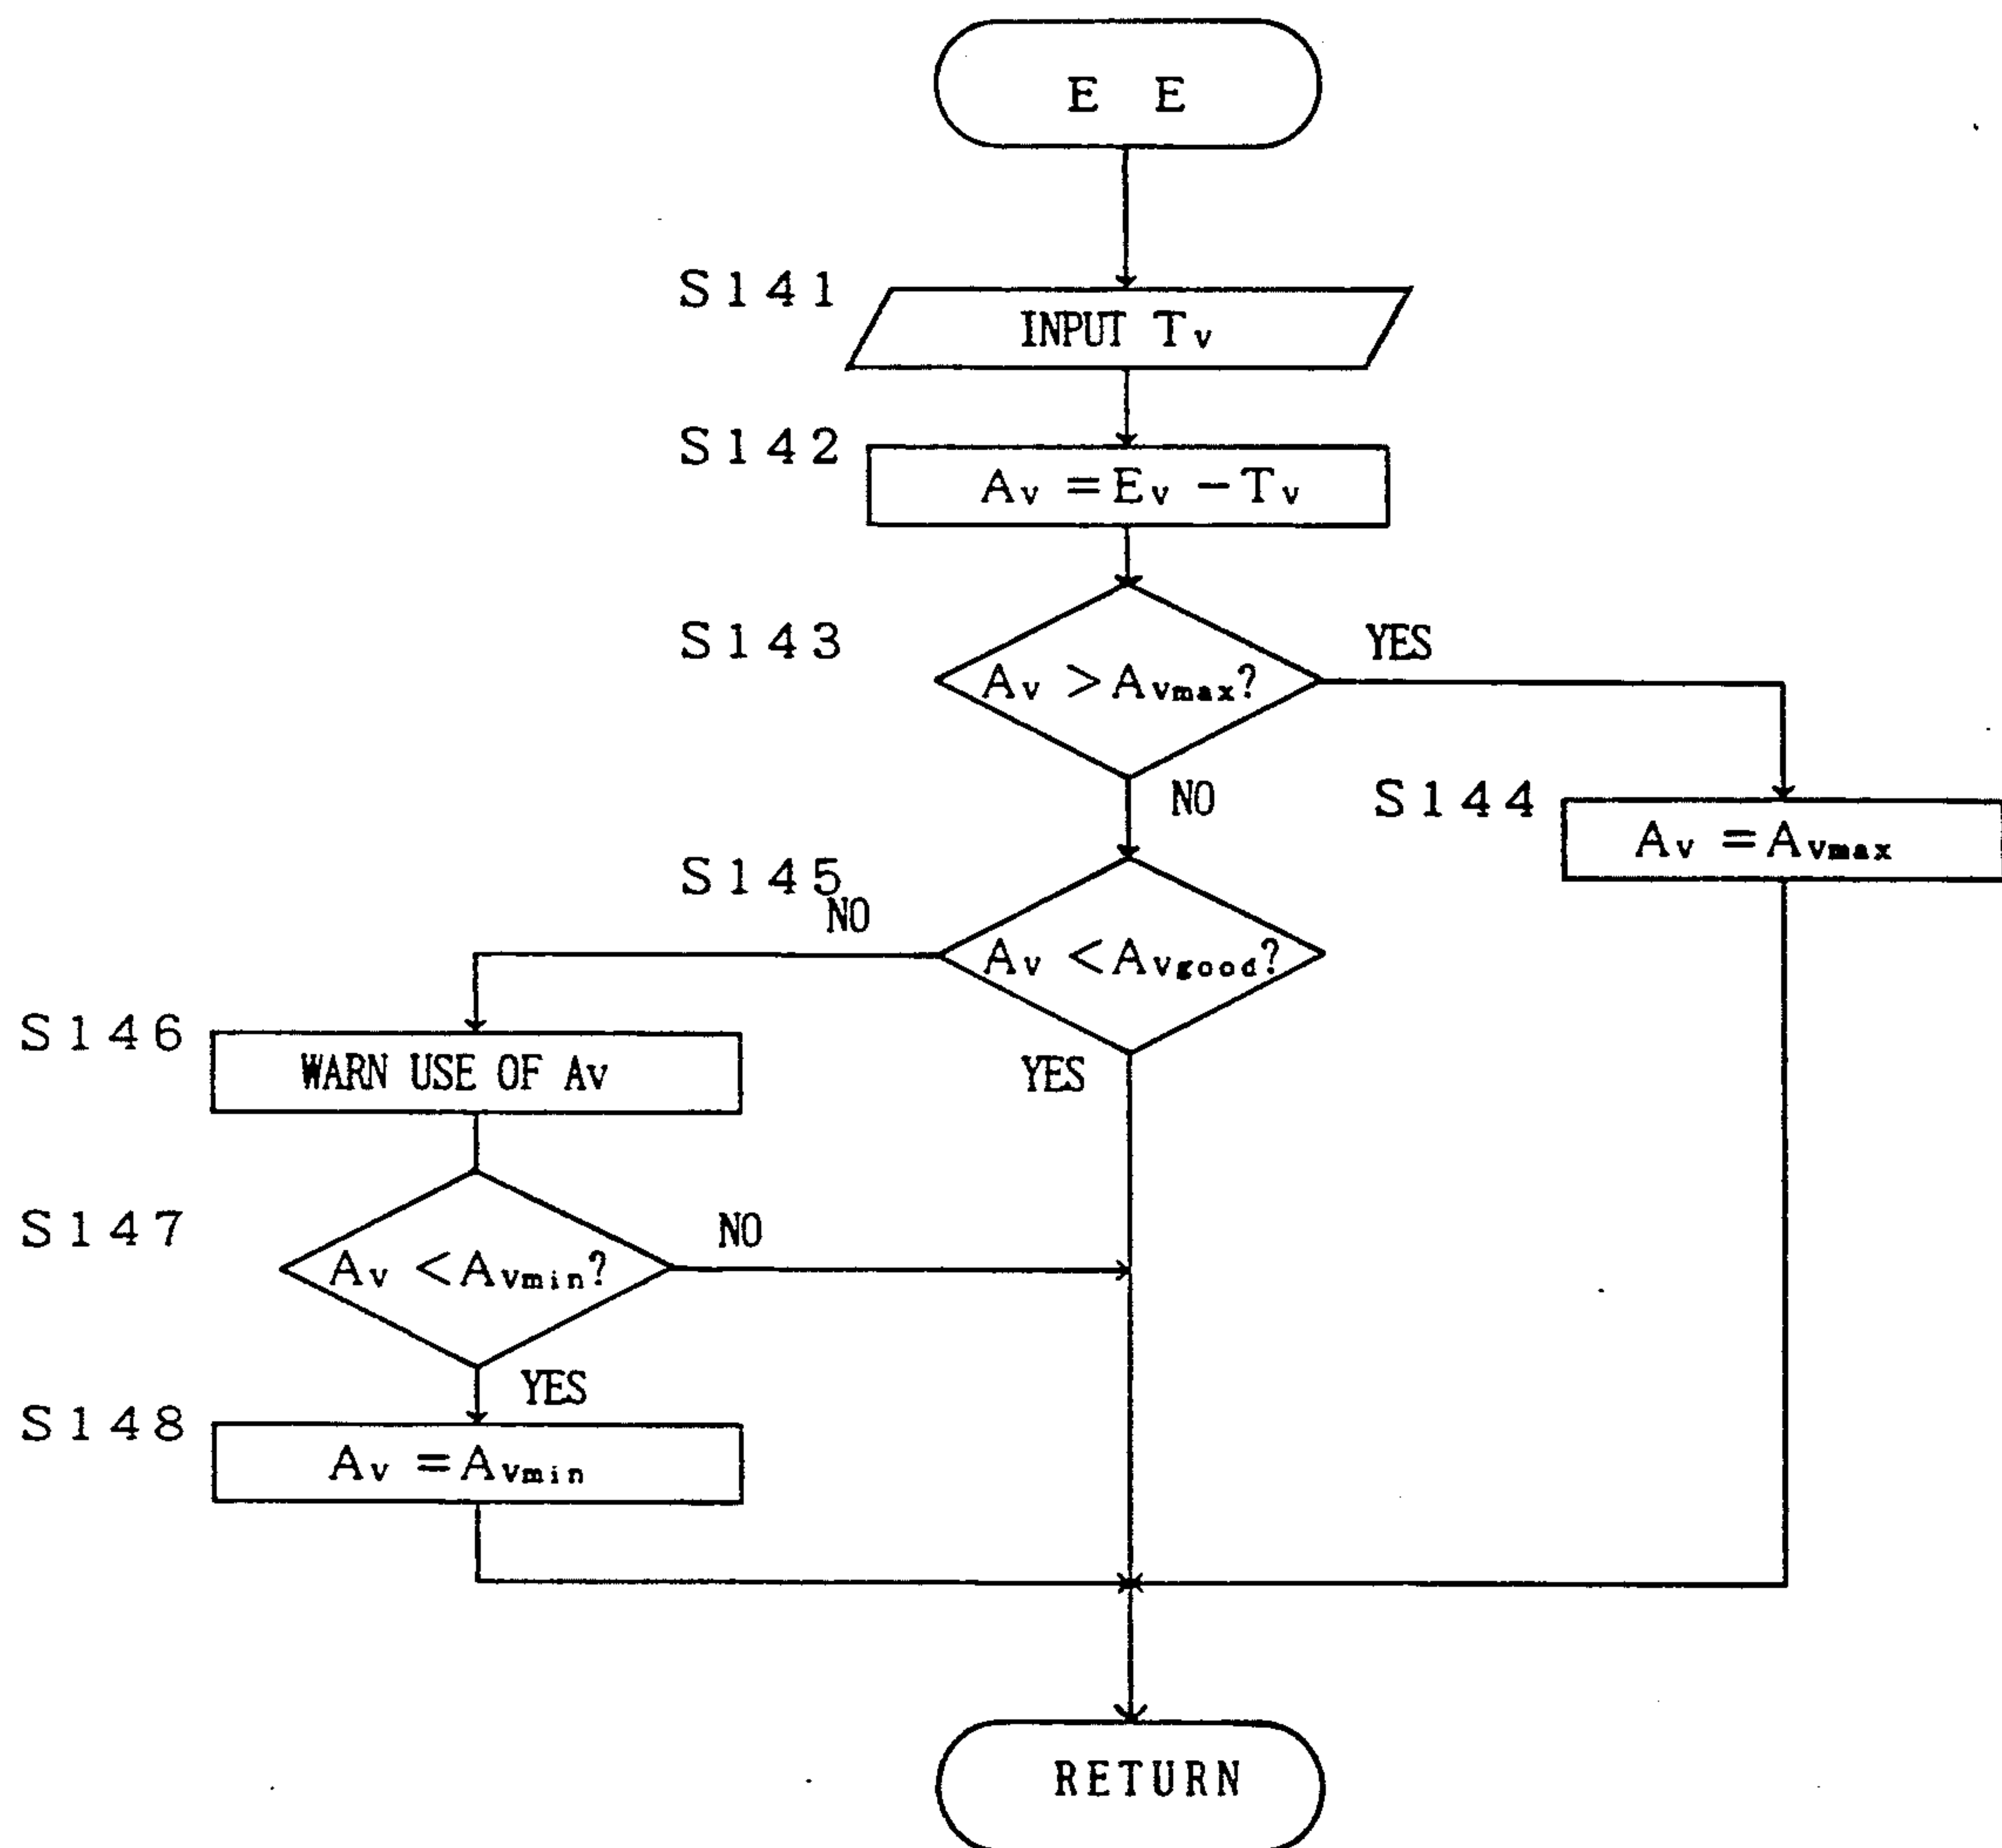 E E
S141
INPUT Tv
S142
Av = Ev - Tv
S143
Av > Avmax?
YES
NO
S144
Av = Avmax
S145
NO
Av < Avgood?
YES
S146
WARN USE OF Av
S147
Av < Avmin?
NO
YES
S148
Av = Avmin
RETURN